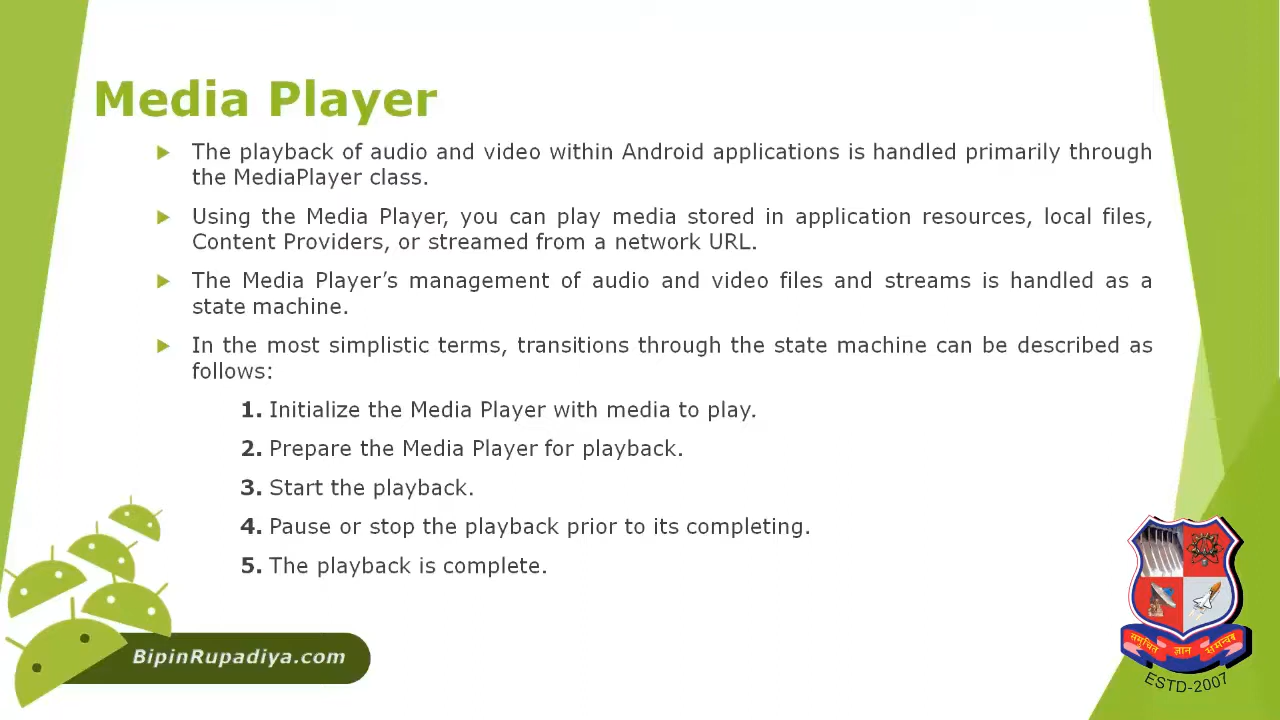 Media Player
The playback of audio and video within Android applications is handled primarily through
the MediaPlayer class.
Using the Media Player, you can play media stored in application resources, local files,
Content Providers, or streamed from a network URL.
The Media Player’s management of audio and video files and streams is handled as a
state machine.
In the most simplistic terms, transitions through the state machine can be described as
follows:
1. Initialize the Media Player with media to play.
2. Prepare the Media Player for playback.
3. Start the playback.
4. Pause or stop the playback prior to its completing.
5. The playback is complete.
BipinRupadiya.com
समुचित ज्ञान समन्वय
ESTD-2007